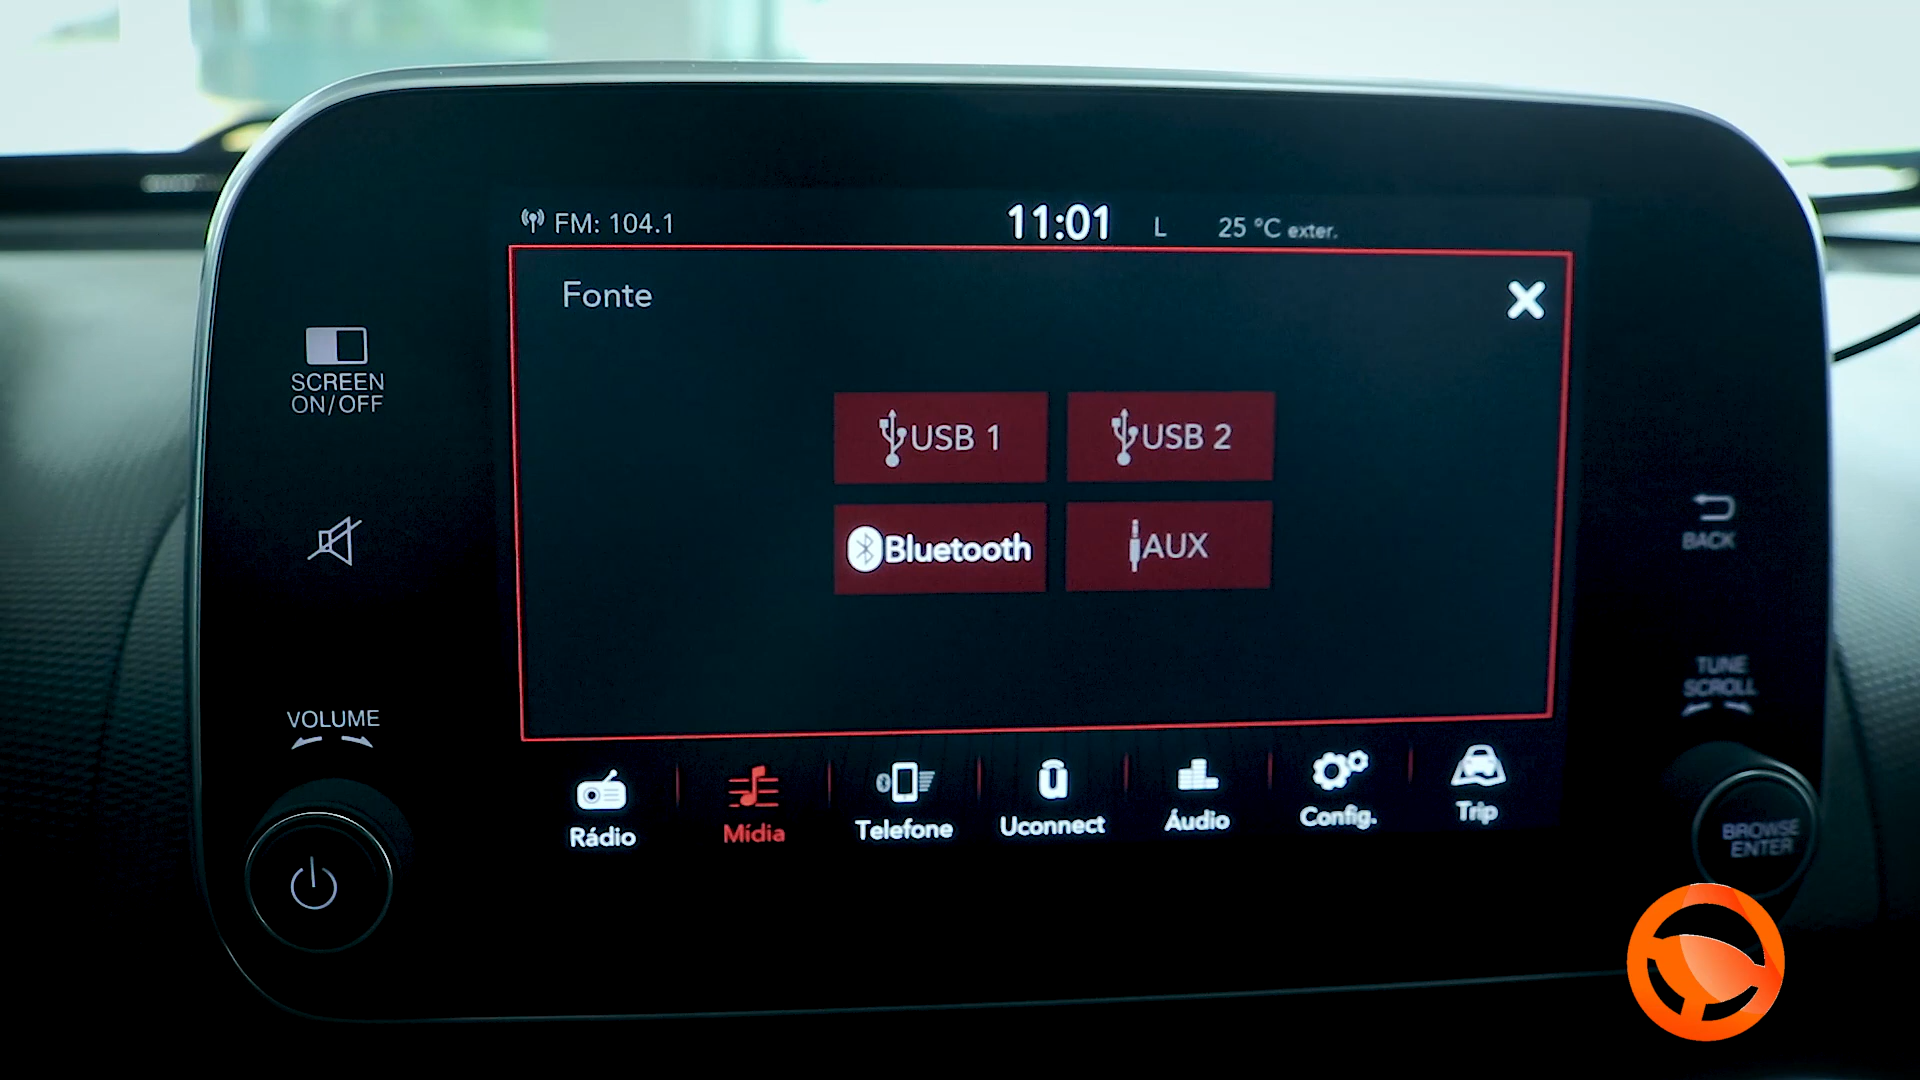 FM: 104.1 11:01 L 25 °C exter.
Fonte
SCREEN
ON/OFF
USB 1 USB 2
Bluetooth AUX
BACK
TUNE
SCROLL
VOLUME
Rádio Mídia Telefone Uconnect Áudio Config. Trip
BROWSE
ENTER